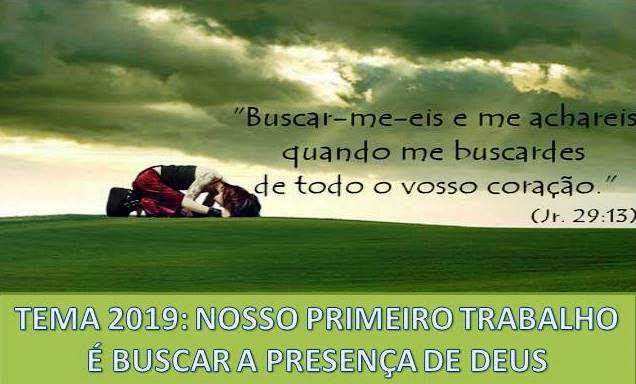 "Buscar-me-eis e me achareis
quando me buscardes
de todo o vosso coração."
(Jr. 29:13)
TEMA 2019: NOSSO PRIMEIRO TRABALHO
É BUSCAR A PRESENÇA DE DEUS